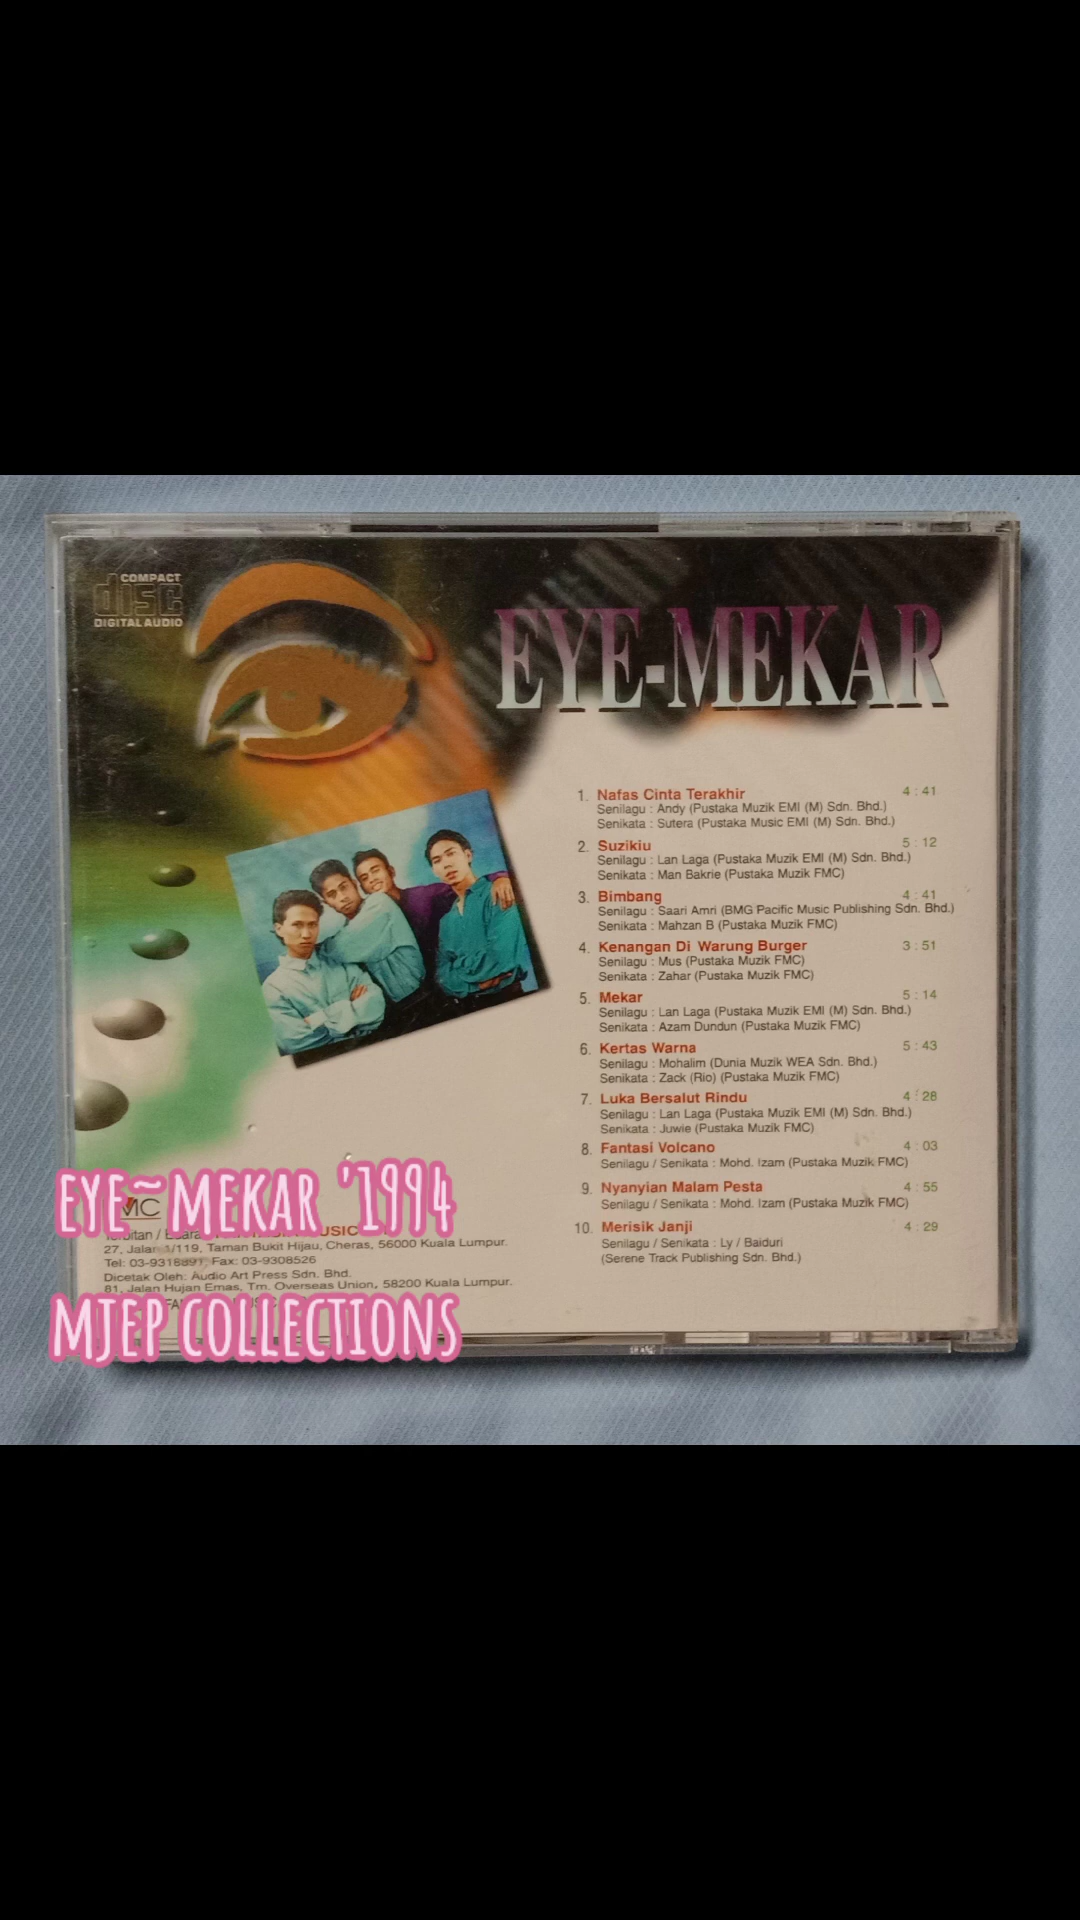 COMPACT
disc
DIGITAL AUDIO
EYE-MEKAR
1. Nafas Cinta Terakhir 4 : 41
Senilagu : Andy (Pustaka Muzik EMI (M) Sdn. Bhd.)
Senikata : Sutera (Pustaka Music EMI (M) Sdn. Bhd.)
2. Suzikiu 5 : 12
Senilagu : Lan Laga (Pustaka Muzik EMI (M) Sdn. Bhd.)
Senikata : Man Bakrie (Pustaka Muzik FMC)
3. Bimbang 4 : 41
Senilagu : Saari Amri (BMG Pacific Music Publishing Sdn. Bhd.)
Senikata : Mahzan B (Pustaka Muzik FMC)
4. Kenangan Di Warung Burger 3 : 51
Senilagu : Mus (Pustaka Muzik FMC)
Senikata : Zahar (Pustaka Muzik FMC)
5. Mekar 5 : 14
Senilagu : Lan Laga (Pustaka Muzik EMI (M) Sdn. Bhd.)
Senikata : Azam Dundun (Pustaka Muzik FMC)
6. Kertas Warna 5 : 43
Senilagu : Mohalim (Dunia Muzik WEA Sdn. Bhd.)
Senikata : Zack (Rio) (Pustaka Muzik FMC)
7. Luka Bersalut Rindu 4 : 28
Senilagu : Lan Laga (Pustaka Muzik EMI (M) Sdn. Bhd.)
Senikata : Juwie (Pustaka Muzik FMC)
8. Fantasi Volcano 4 : 03
Senilagu / Senikata : Mohd. Izam (Pustaka Muzik FMC)
9. Nyanyian Malam Pesta 4 : 55
Senilagu / Senikata : Mohd. Izam (Pustaka Muzik FMC)
10. Merisik Janji 4 : 29
Senilagu / Senikata : Ly / Baiduri
(Serene Track Publishing Sdn. Bhd.)
EYE~MEKAR '1994
27, Jalan 1/119, Taman Bukit Hijau, Cheras, 56000 Kuala Lumpur.
Tel: 03-9318891, Fax: 03-9308526
Dicetak Oleh: Audio Art Press Sdn. Bhd.
81, Jalan Hujan Emas, Tm. Overseas Union, 58200 Kuala Lumpur.
MJEP COLLECTIONS